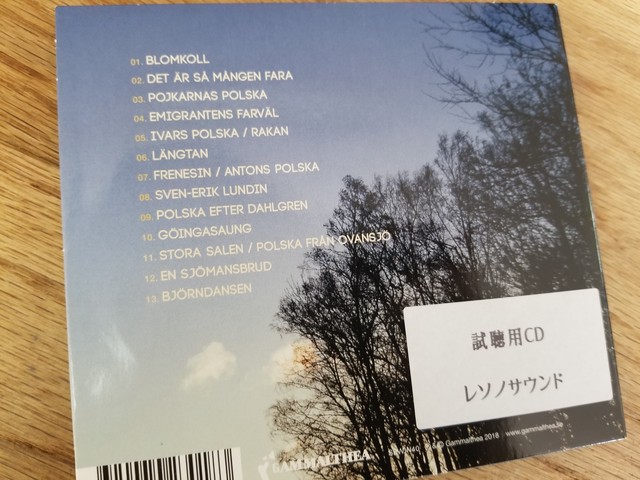 01. BLOMKOLL
02. DET ÄR SÅ MÅNGEN FARA
03. POJKARNAS POLSKA
04. EMIGRANTENS FARVÄL
05. IVARS POLSKA / RAKAN
06. LÄNGTAN
07. FRENESIN / ANTONS POLSKA
08. SVEN-ERIK LUNDIN
09. POLSKA EFTER DAHLGREN
10. GÖINGASAUNG
11. STORA SALEN / POLSKA FRÅN OVANSJÖ
12. EN SJÖMANSBRUD
13. BJÖRNDANSEN
試聴用CD
レソノサウンド
Gammalthea 2018 www.gammalthea.se
GAMMALTHEA